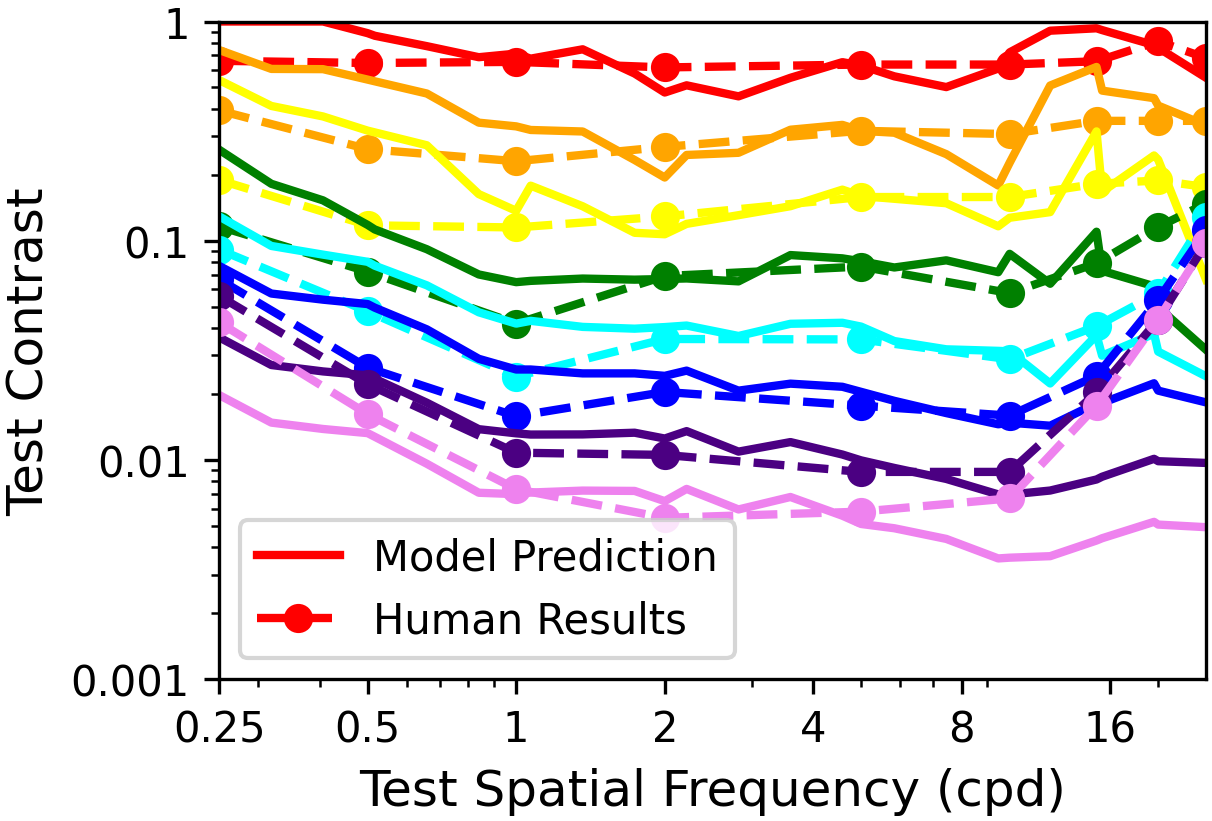 1
0.1
0.01
0.001
Test Contrast
Model Prediction
Human Results
0.25 0.5 1 2 4 8 16
Test Spatial Frequency (cpd)